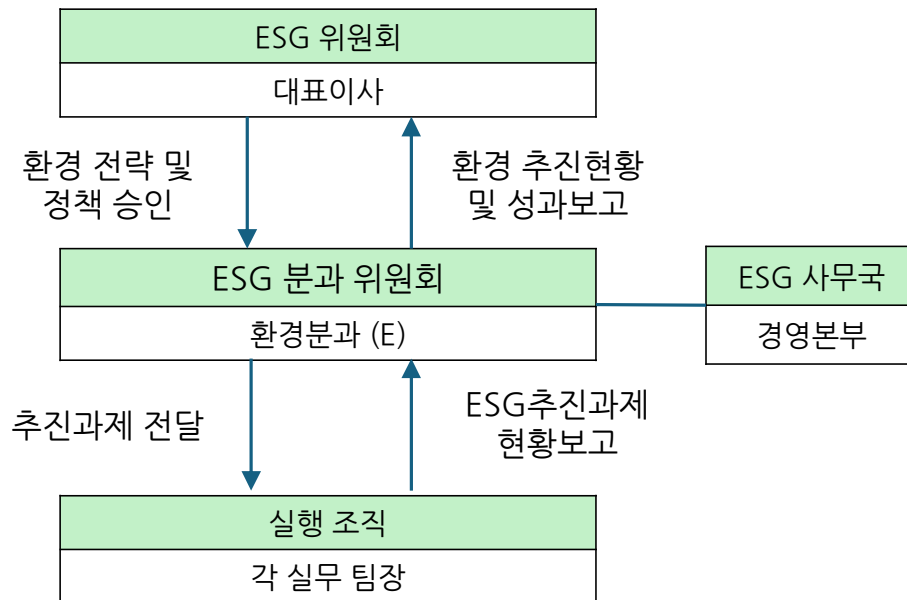 ESG 위원회
대표이사
환경 전략 및
정책 승인
환경 추진현황
및 성과보고
ESG 분과 위원회
환경분과 (E)
ESG 사무국
경영본부
추진과제 전달
ESG추진과제
현황보고
실행 조직
각 실무 팀장